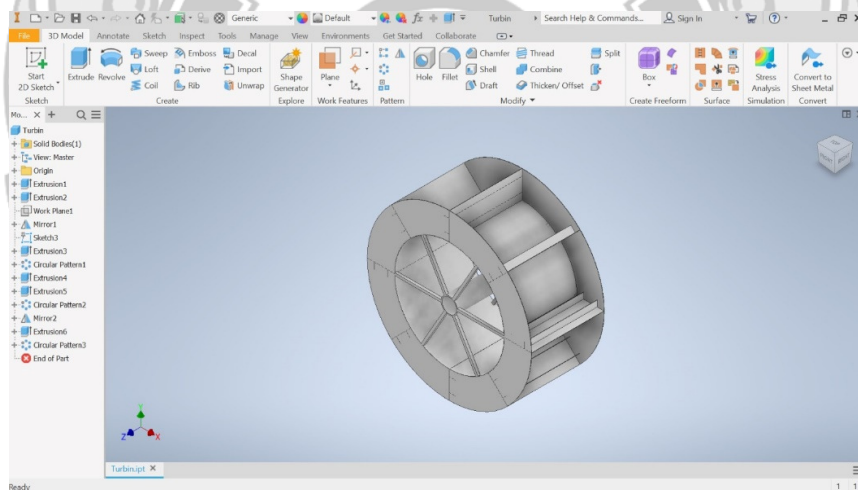 Generic
Default
fx
Turbin
Search Help & Commands...
Sign In
File
3D Model
Annotate
Sketch
Inspect
Tools
Manage
View
Environments
Get Started
Collaborate
Start
2D Sketch
Extrude
Revolve
Sweep
Emboss
Decal
Loft
Derive
Import
Coil
Rib
Unwrap
Shape
Generator
Plane
Hole
Fillet
Chamfer
Thread
Split
Shell
Combine
Draft
Thicken/ Offset
Box
Stress
Analysis
Convert to
Sheet Metal
Sketch
Create
Explore
Work Features
Pattern
Modify
Create Freeform
Surface
Simulation
Convert
Mo...
Turbin
Solid Bodies(1)
View: Master
Origin
Extrusion1
Extrusion2
Work Plane1
Mirror1
Sketch3
Extrusion3
Circular Pattern1
Extrusion4
Extrusion5
Circular Pattern2
Mirror2
Extrusion6
Circular Pattern3
End of Part
Y
Z
X
Turbin.ipt
Ready
1 1